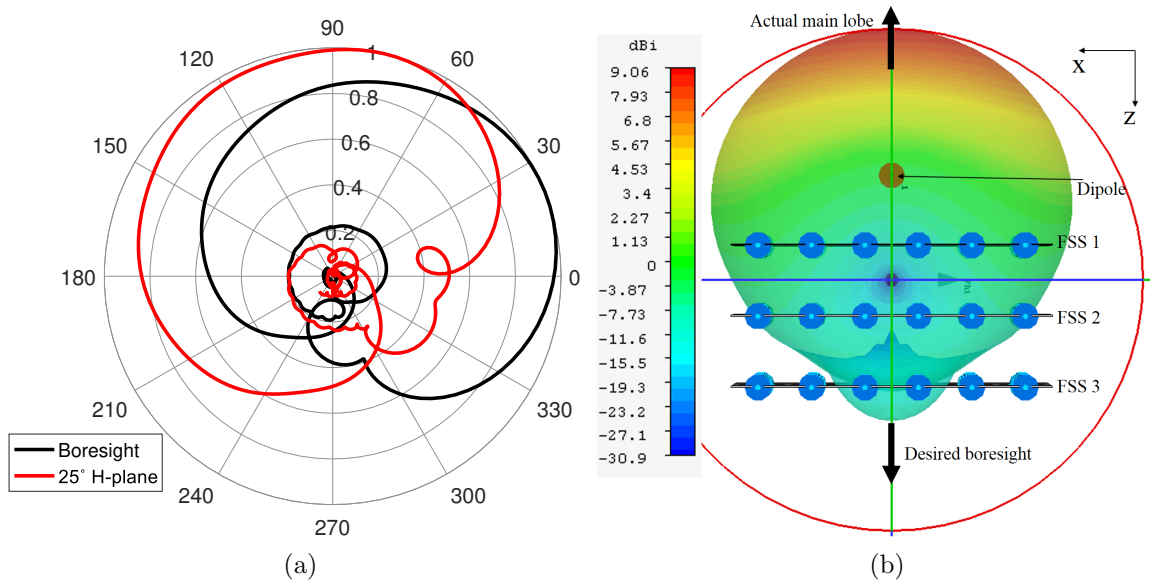 90
120
60
1
0.8
150
30
0.6
0.4
0.2
180
0
210
330
240
300
270
Boresight
25° H-plane
(a)
Actual main lobe
dBi
9.06
7.93
6.8
5.67
4.53
3.4
2.27
1.13
0
-3.87
-7.73
-11.6
-15.5
-19.3
-23.2
-27.1
-30.9
X
Z
Dipole
1
FSS 1
Phi
FSS 2
FSS 3
Desired boresight
(b)